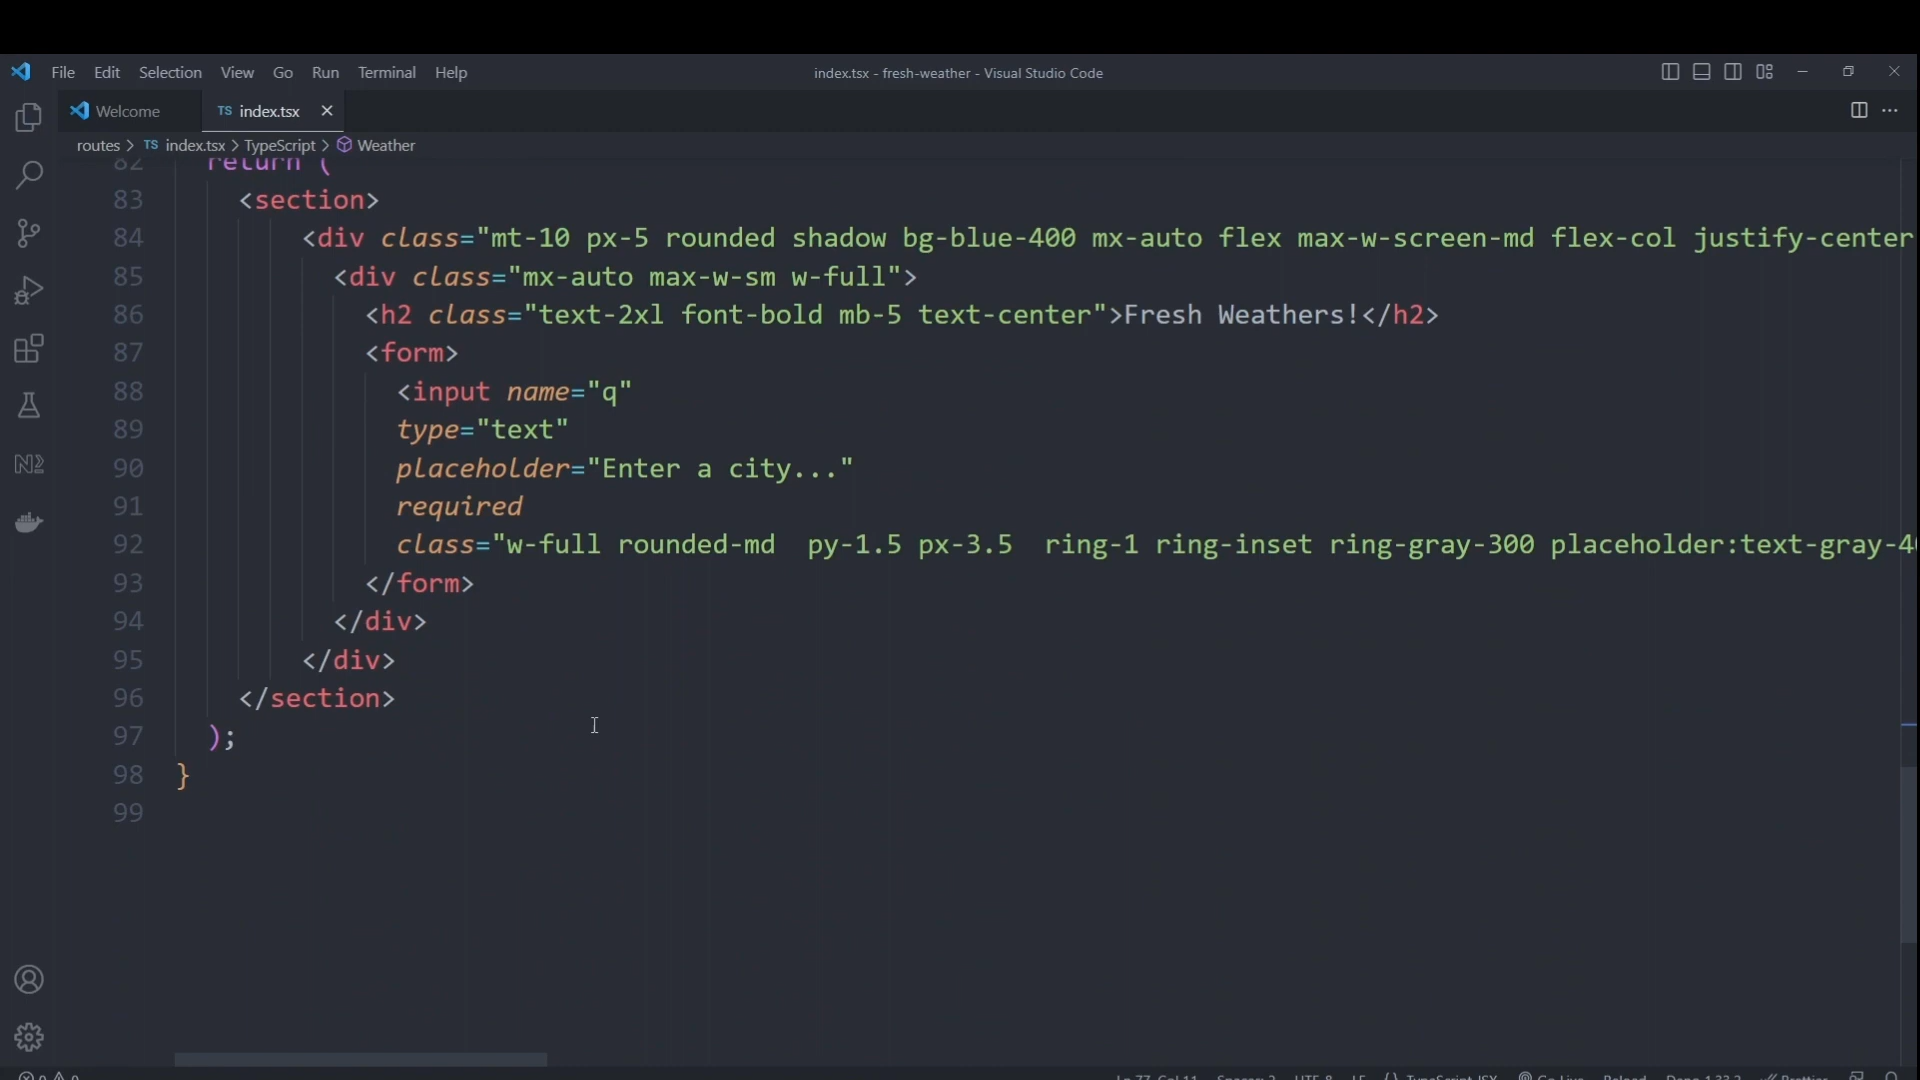 File Edit Selection View Go Run Terminal Help
index.tsx - fresh-weather - Visual Studio Code
Welcome
TS index.tsx
routes > TS index.tsx > TypeScript > Weather
82 return (
83 <section>
84 <div class="mt-10 px-5 rounded shadow bg-blue-400 mx-auto flex max-w-screen-md flex-col justify-center
85 <div class="mx-auto max-w-sm w-full">
86 <h2 class="text-2xl font-bold mb-5 text-center">Fresh Weathers!</h2>
87 <form>
88 <input name="q"
89 type="text"
90 placeholder="Enter a city..."
91 required
92 class="w-full rounded-md  py-1.5 px-3.5  ring-1 ring-inset ring-gray-300 placeholder:text-gray-4
93 </form>
94 </div>
95 </div>
96 </section>
97 );
98 }
99